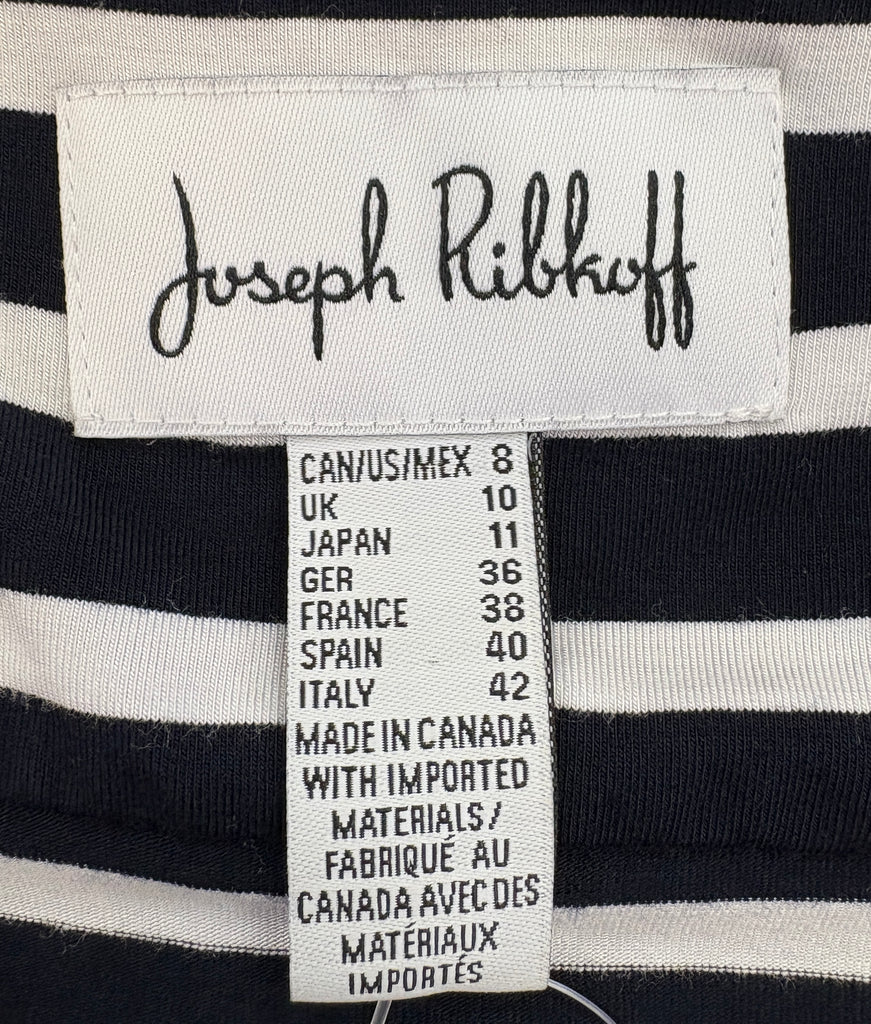 Joseph Ribkoff
CAN/US/MEX 8
UK 10
JAPAN 11
GER 36
FRANCE 38
SPAIN 40
ITALY 42
MADE IN CANADA
WITH IMPORTED
MATERIALS/
FABRIQUÉ AU
CANADA AVEC DES
MATÉRIAUX
IMPORTÉS